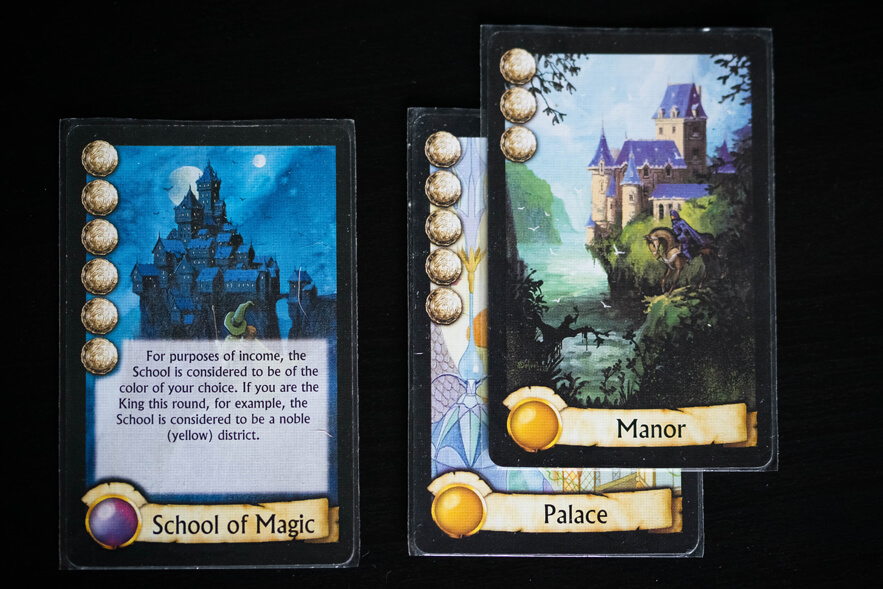 For purposes of income, the
School is considered to be of the
color of your choice. If you are the
King this round, for example, the
School is considered to be a noble
(yellow) district.
School of Magic
Manor
Palace